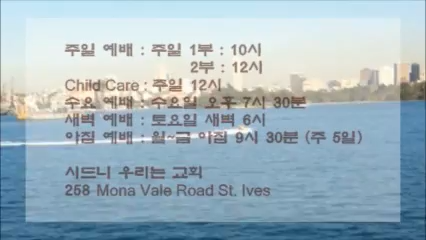 주일 예배 : 주일 1부 : 10시
2부 : 12시
Child Care : 주일 12시
수요 예배 : 수요일 오후 7시 30분
새벽 예배 : 토요일 새벽 6시
아침 예배 : 월~금 아침 9시 30분 (주 5일)
시드니 우리는 교회
258 Mona Vale Road St. Ives